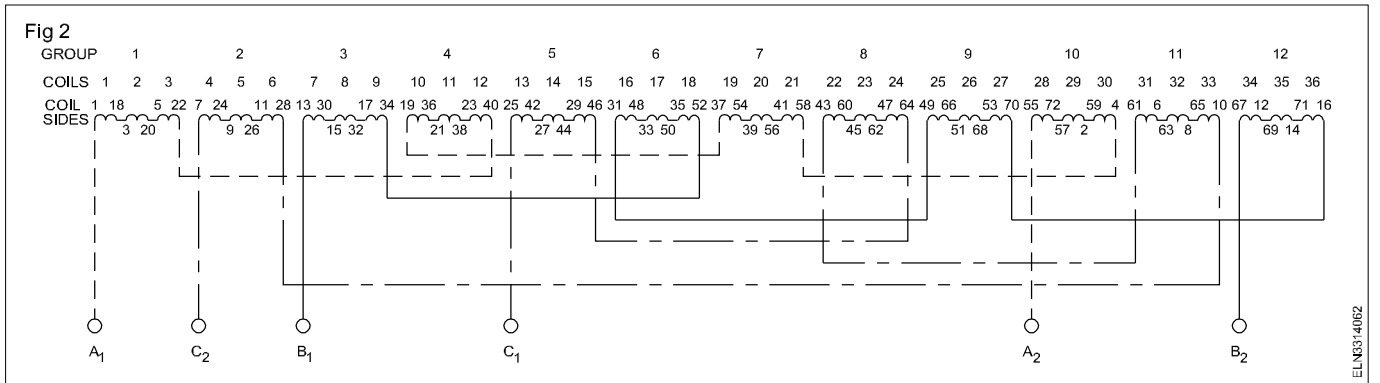 Fig 2
GROUP 1 2 3 4 5 6 7 8 9 10 11 12
COILS 1 2 3 4 5 6 7 8 9 10 11 12 13 14 15 16 17 18 19 20 21 22 23 24 25 26 27 28 29 30 31 32 33 34 35 36
COIL SIDES 1 18 5 22 7 24 11 28 13 30 17 34 19 36 23 40 25 42 29 46 31 48 35 52 37 54 41 58 43 60 47 64 49 66 53 70 55 72 59 4 61 6 65 10 67 12 71 16
3 20 9 26 15 32 21 38 27 44 33 50 39 56 45 62 51 68 57 2 63 8 69 14
A1 C2 B1 C1 A2 B2
ELN3314062